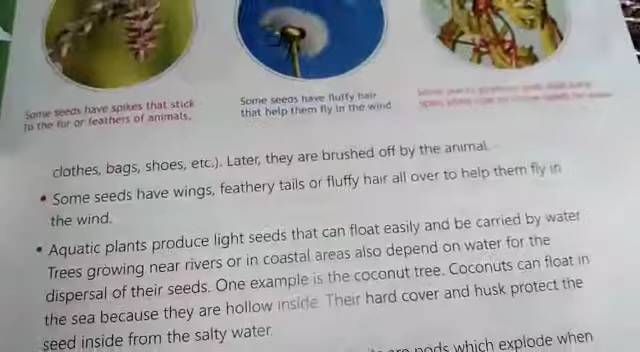 Some seeds have spikes that stick
to the fur or feathers of animals.
Some seeds have fluffy hair
that help them fly in the wind
clothes, bags, shoes, etc.). Later, they are brushed off by the animal.
• Some seeds have wings, feathery tails or fluffy hair all over to help them fly in
the wind.
• Aquatic plants produce light seeds that can float easily and be carried by water
Trees growing near rivers or in coastal areas also depend on water for the
dispersal of their seeds. One example is the coconut tree. Coconuts can float in
the sea because they are hollow inside. Their hard cover and husk protect the
seed inside from the salty water.
pods which explode when